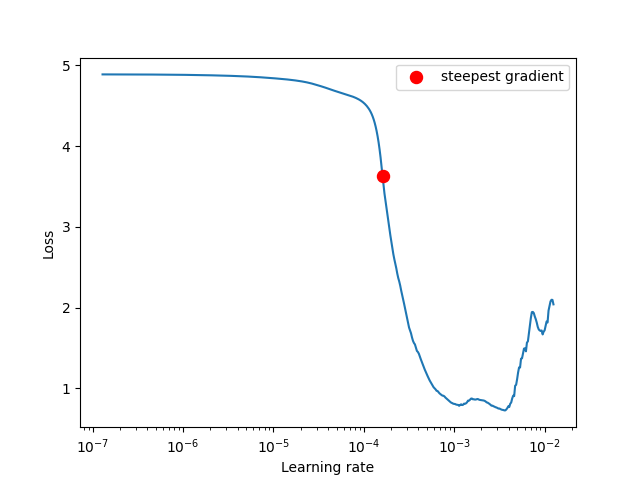 5
4
3
2
1
Loss
steepest gradient
10⁻⁷ 10⁻⁶ 10⁻⁵ 10⁻⁴ 10⁻³ 10⁻²
Learning rate